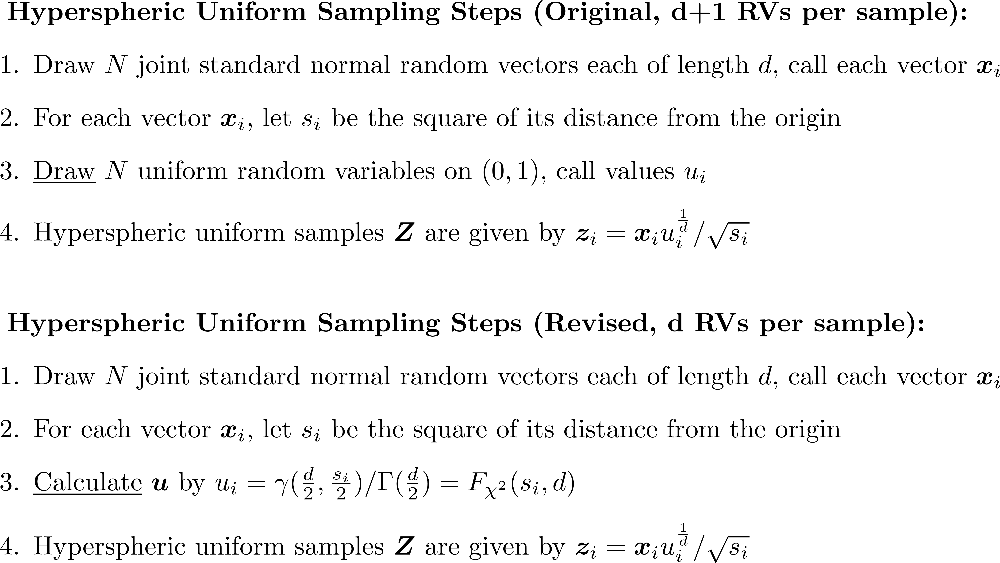 Hyperspheric Uniform Sampling Steps (Original, d+1 RVs per sample):
1. Draw $N$ joint standard normal random vectors each of length $d$, call each vector $\boldsymbol{x}_i$
2. For each vector $\boldsymbol{x}_i$, let $s_i$ be the square of its distance from the origin
3. Draw $N$ uniform random variables on $(0, 1)$, call values $u_i$
4. Hyperspheric uniform samples $\boldsymbol{Z}$ are given by $\boldsymbol{z}_i = \boldsymbol{x}_i u_i^{\frac{1}{d}} / \sqrt{s_i}$
Hyperspheric Uniform Sampling Steps (Revised, d RVs per sample):
1. Draw $N$ joint standard normal random vectors each of length $d$, call each vector $\boldsymbol{x}_i$
2. For each vector $\boldsymbol{x}_i$, let $s_i$ be the square of its distance from the origin
3. Calculate $\boldsymbol{u}$ by $u_i = \gamma(\frac{d}{2}, \frac{s_i}{2}) / \Gamma(\frac{d}{2}) = F_{\chi^2}(s_i, d)$
4. Hyperspheric uniform samples $\boldsymbol{Z}$ are given by $\boldsymbol{z}_i = \boldsymbol{x}_i u_i^{\frac{1}{d}} / \sqrt{s_i}$